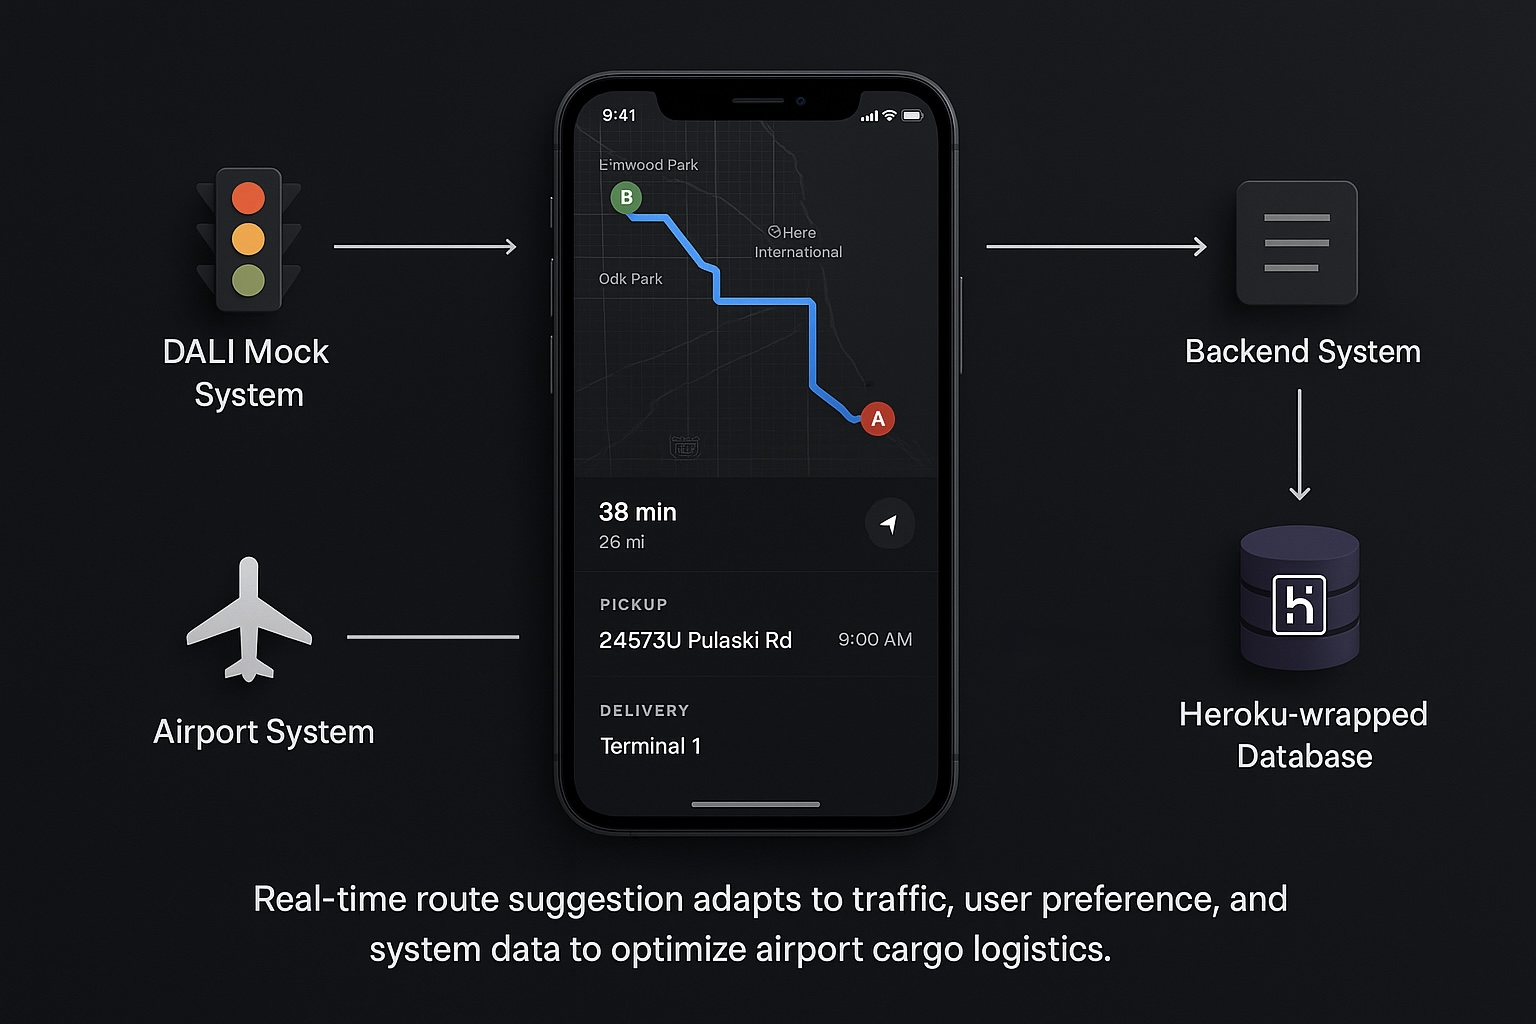 9:41
E'mwood Park
B
Here
International
Odk Park
A
38 min
26 mi
PICKUP
24573U Pulaski Rd
9:00 AM
DELIVERY
Terminal 1
DALI Mock
System
Airport System
Backend System
Heroku-wrapped
Database
Real-time route suggestion adapts to traffic, user preference, and
system data to optimize airport cargo logistics.